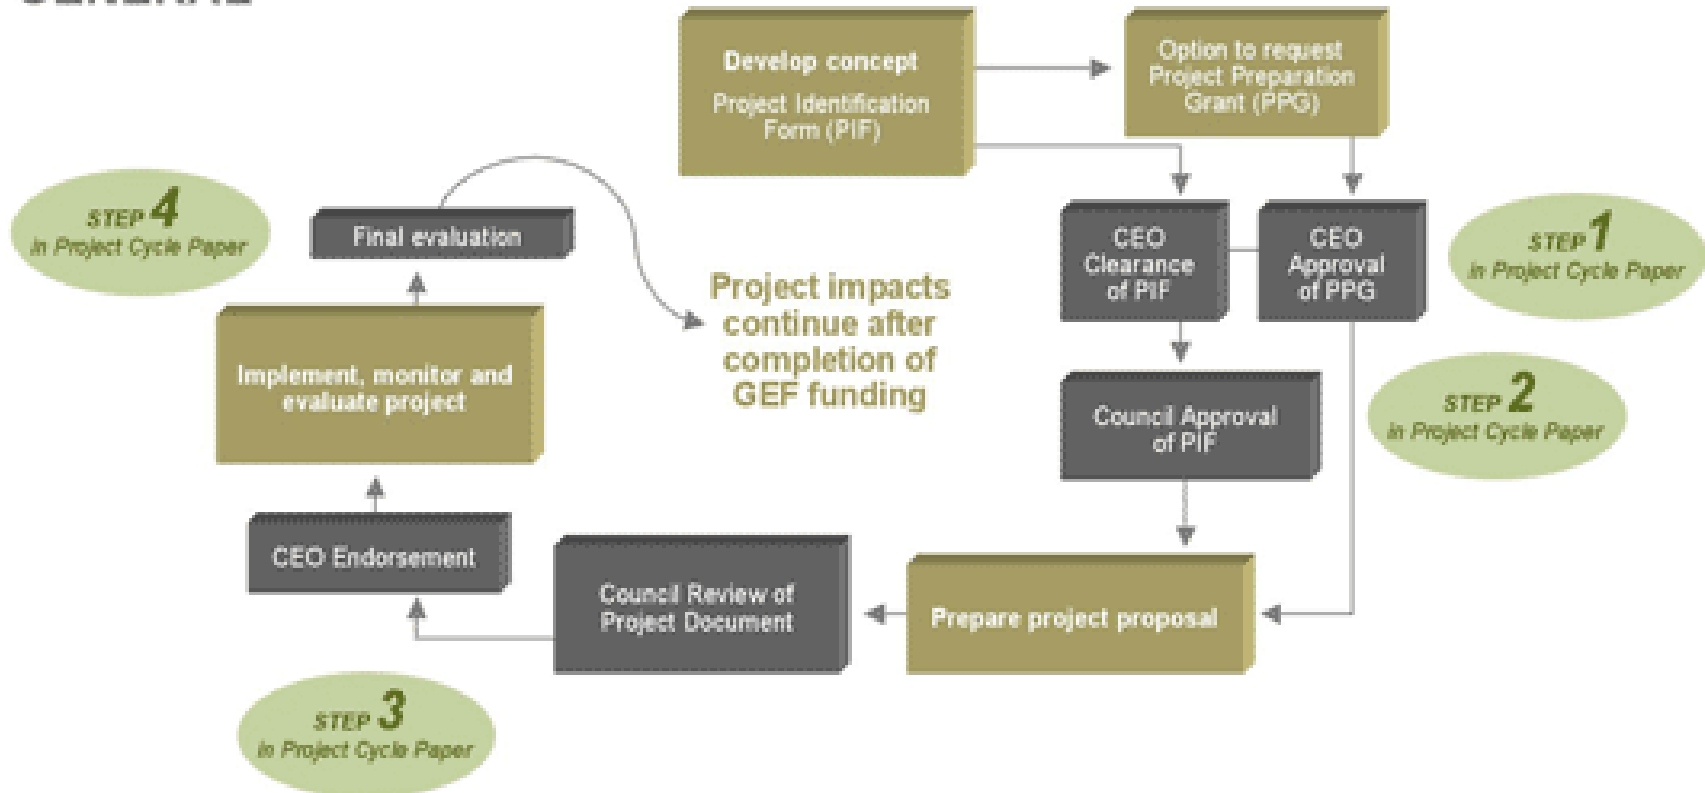 Develop concept
Project Identification
Form (PIF)
Option to request
Project Preparation
Grant (PPG)
STEP 4
in Project Cycle Paper
Final evaluation
CEO
Clearance
of PIF
CEO
Approval
of PPG
STEP 1
in Project Cycle Paper
Project impacts
continue after
completion of
GEF funding
Implement, monitor and
evaluate project
Council Approval
of PIF
STEP 2
in Project Cycle Paper
CEO Endorsement
Council Review of
Project Document
Prepare project proposal
STEP 3
in Project Cycle Paper